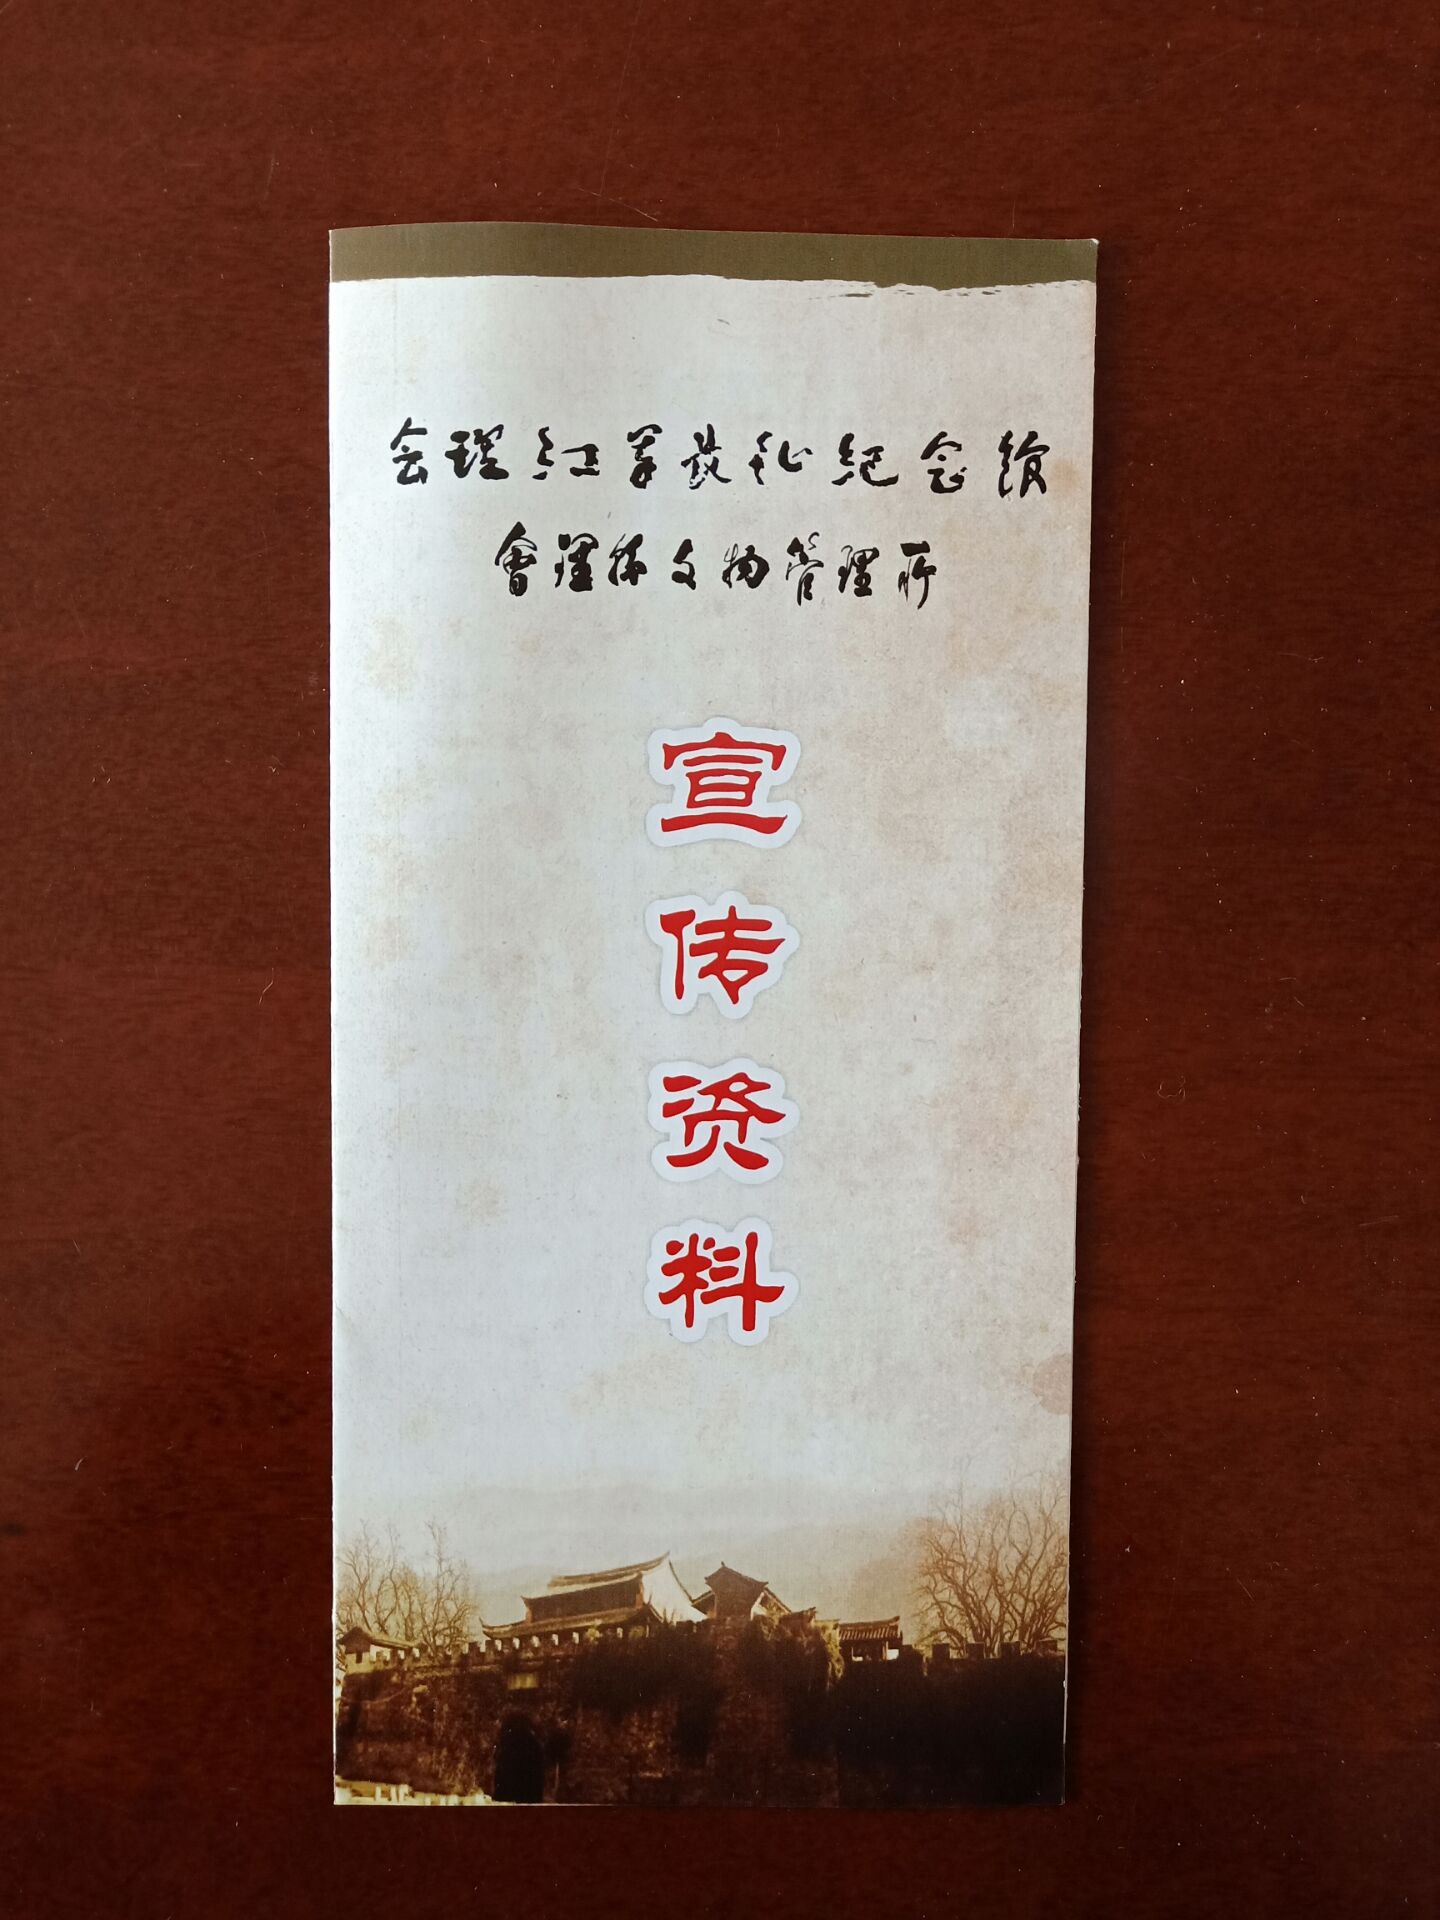 会理红军长征纪念馆
會理縣文物管理所
宣
传
资
料